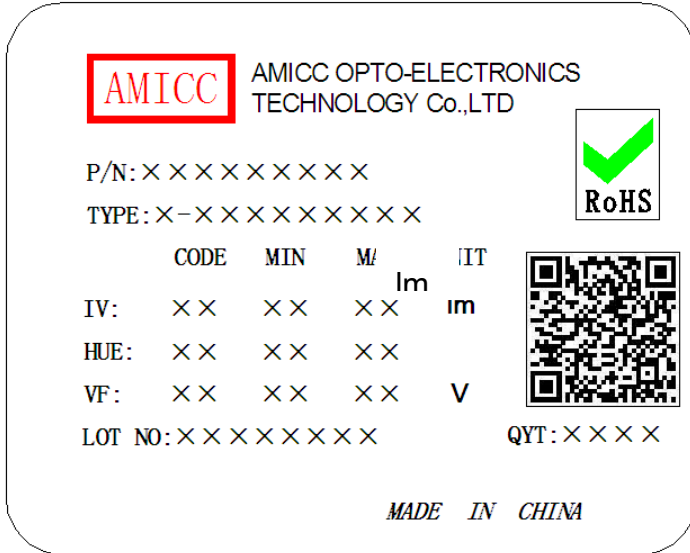 AMICC
AMICC OPTO-ELECTRONICS
TECHNOLOGY Co.,LTD
RoHS
P/N:×××××××××
TYPE:×-×××××××××
CODE MIN
lm
IV: ×× ×× ×× lm
HUE: ×× ×× ××
VF: ×× ×× ×× V
LOT NO:×××××××× QYT:××××
MADE IN CHINA